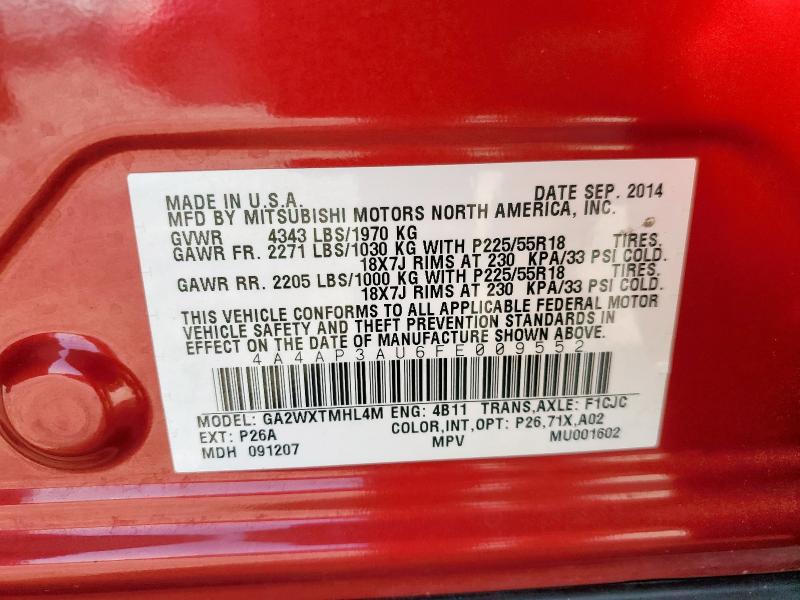 MADE IN U.S.A. DATE SEP. 2014
MFD BY MITSUBISHI MOTORS NORTH AMERICA, INC.
GVWR 4343 LBS/1970 KG
GAWR FR. 2271 LBS/1030 KG WITH P225/55R18 TIRES.
18X7J RIMS AT 230 KPA/33 PSI COLD.
GAWR RR. 2205 LBS/1000 KG WITH P225/55R18 TIRES.
18X7J RIMS AT 230 KPA/33 PSI COLD.
THIS VEHICLE CONFORMS TO ALL APPLICABLE FEDERAL MOTOR
VEHICLE SAFETY AND THEFT PREVENTION STANDARDS IN
EFFECT ON THE DATE OF MANUFACTURE SHOWN ABOVE.
4A4AP3AU6FE009552
MODEL: GA2WXTMHL4M ENG: 4B11 TRANS,AXLE: F1CJC
EXT: P26A COLOR,INT,OPT: P26,71X,A02
MDH 091207 MPV MU001602